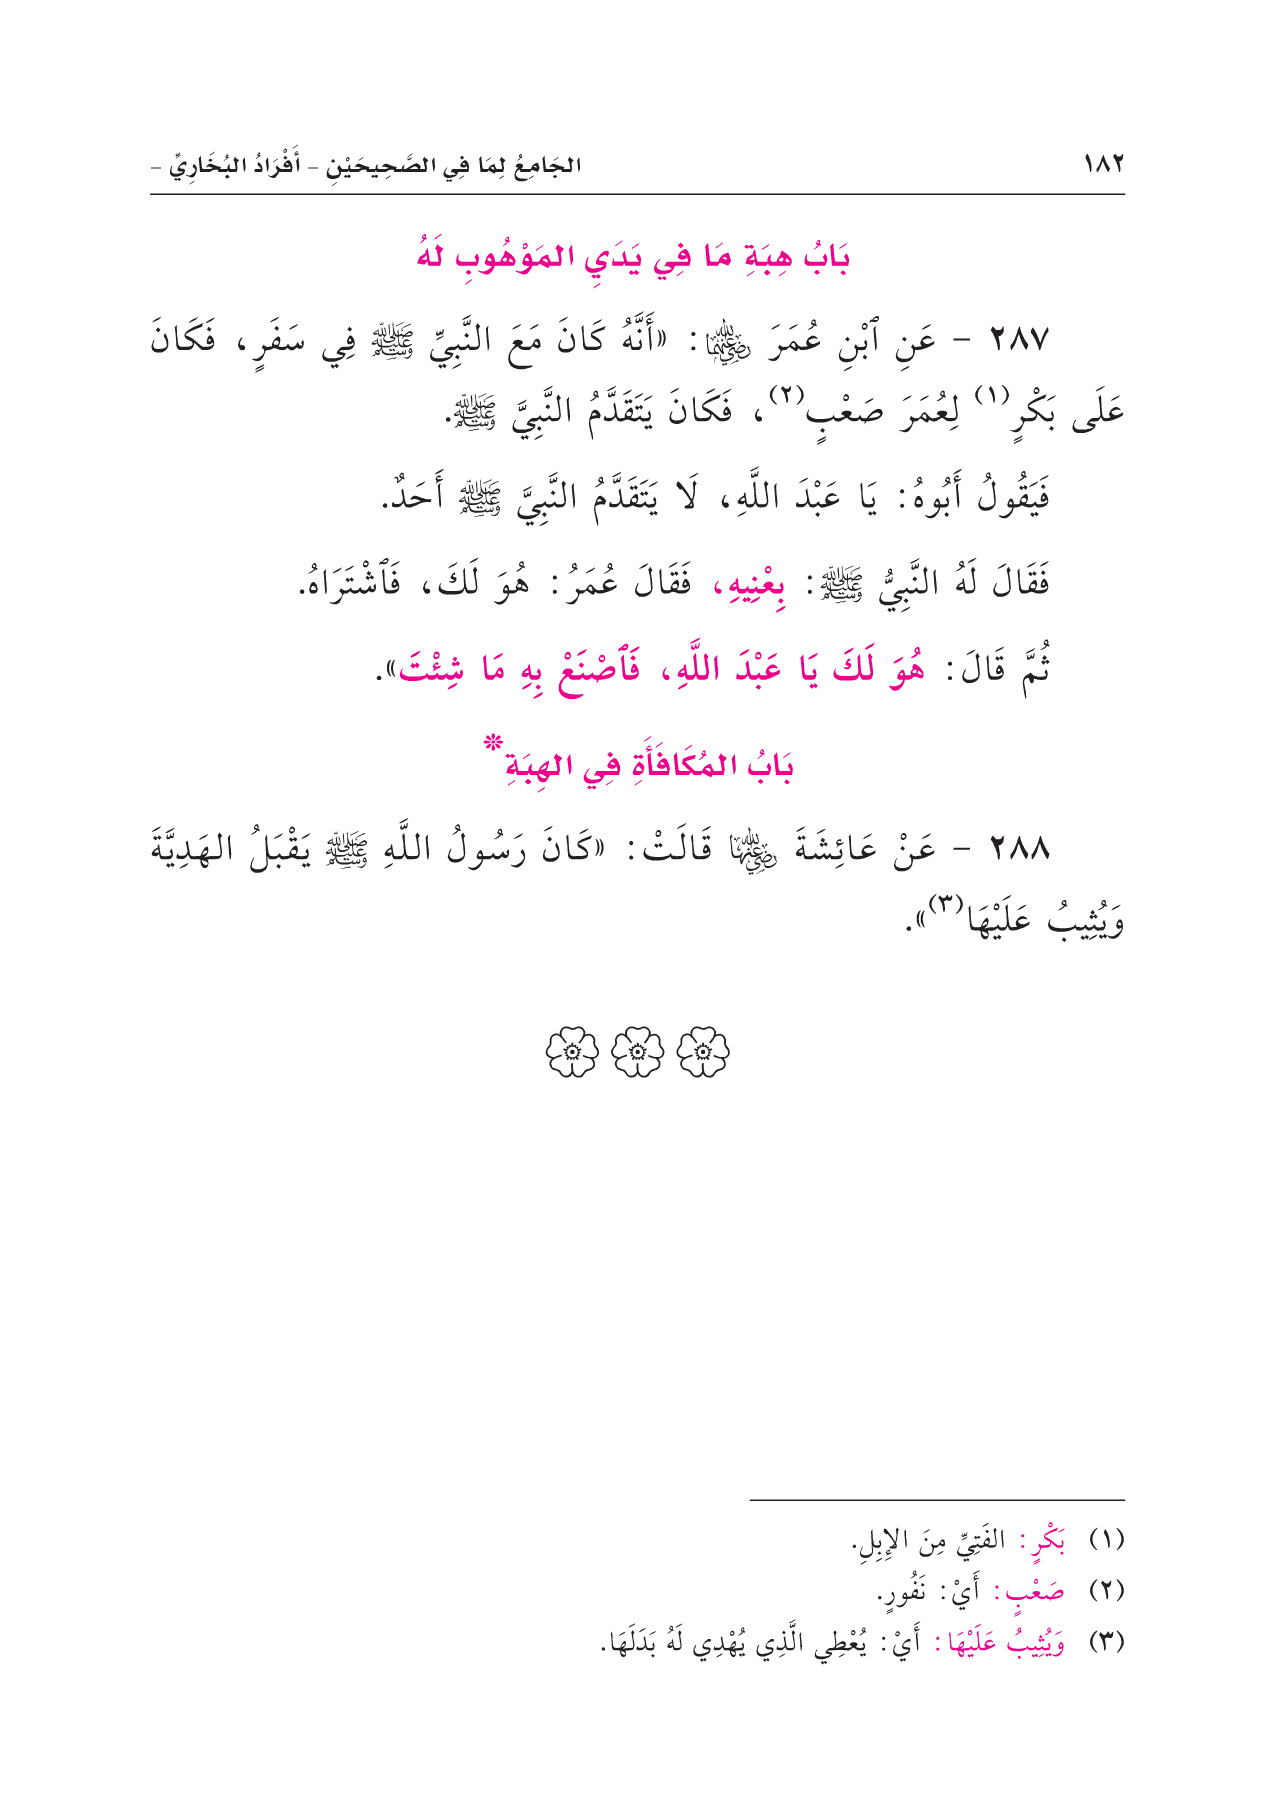 ١٨٢
الجَامِعُ لِمَا فِي الصَّحِيحَيْنِ – أَفْرَادُ البُخَارِيِّ –
بَابُ هِبَةِ مَا فِي يَدَيِ المَوْهُوبِ لَهُ
٢٨٧ – عَنِ ٱبْنِ عُمَرَ رضي الله عنهما: «أَنَّهُ كَانَ مَعَ النَّبِيِّ ﷺ فِي سَفَرٍ، فَكَانَ
عَلَى بَكْرٍ(١) لِعُمَرَ صَعْبٍ(٢)، فَكَانَ يَتَقَدَّمُ النَّبِيَّ ﷺ.
فَيَقُولُ أَبُوهُ: يَا عَبْدَ اللَّهِ، لَا يَتَقَدَّمُ النَّبِيَّ ﷺ أَحَدٌ.
فَقَالَ لَهُ النَّبِيُّ ﷺ: بِعْنِيهِ، فَقَالَ عُمَرُ: هُوَ لَكَ، فَٱشْتَرَاهُ.
ثُمَّ قَالَ: هُوَ لَكَ يَا عَبْدَ اللَّهِ، فَٱصْنَعْ بِهِ مَا شِئْتَ».
بَابُ المُكَافَأَةِ فِي الهِبَةِ*
٢٨٨ – عَنْ عَائِشَةَ رضي الله عنها قَالَتْ: «كَانَ رَسُولُ اللَّهِ ﷺ يَقْبَلُ الهَدِيَّةَ
وَيُثِيبُ عَلَيْهَا(٣)».
(١) بَكْرٍ: الفَتِيِّ مِنَ الإِبِلِ.
(٢) صَعْبٍ: أَيْ: نَفُورٍ.
(٣) وَيُثِيبُ عَلَيْهَا: أَيْ: يُعْطِي الَّذِي يُهْدِي لَهُ بَدَلَهَا.